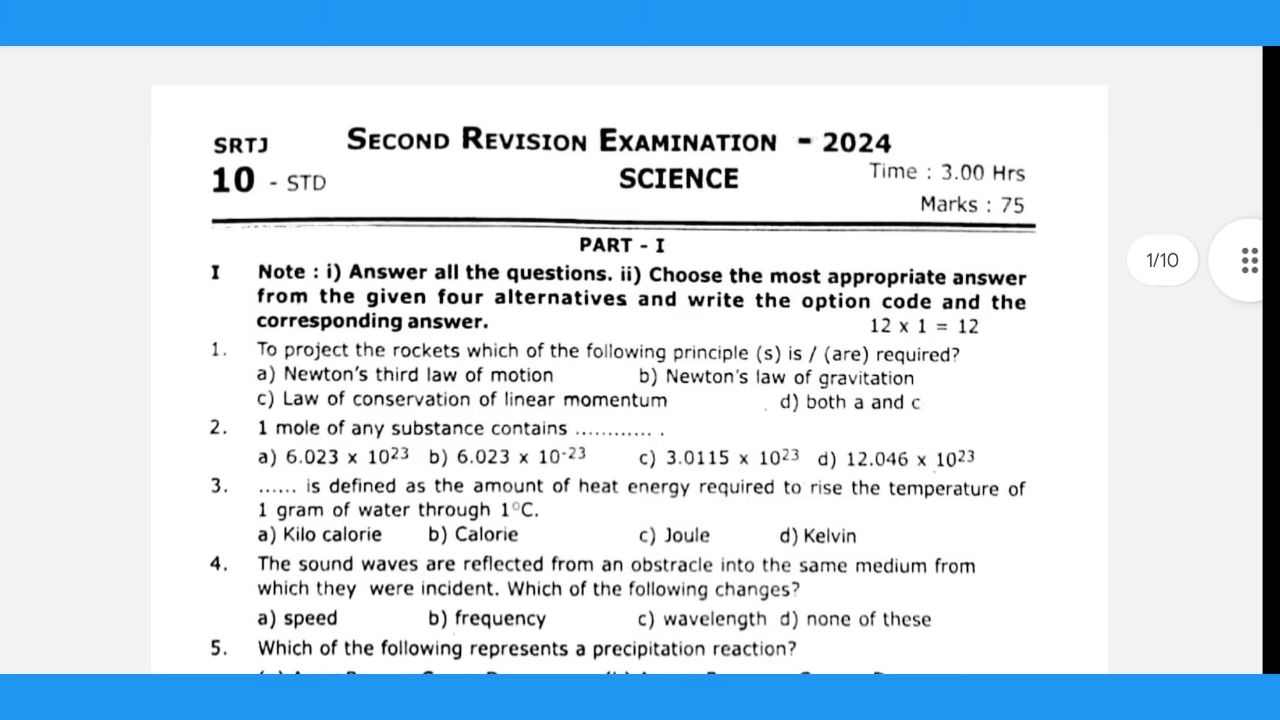 SRTJ SECOND REVISION EXAMINATION - 2024
10 - STD SCIENCE Time : 3.00 Hrs
Marks : 75
PART - I
I Note : i) Answer all the questions. ii) Choose the most appropriate answer
from the given four alternatives and write the option code and the
corresponding answer. 12 x 1 = 12
1. To project the rockets which of the following principle (s) is / (are) required?
a) Newton's third law of motion b) Newton's law of gravitation
c) Law of conservation of linear momentum d) both a and c
2. 1 mole of any substance contains ............ .
a) 6.023 x 10²³ b) 6.023 x 10⁻²³ c) 3.0115 x 10²³ d) 12.046 x 10²³
3. ...... is defined as the amount of heat energy required to rise the temperature of
1 gram of water through 1°C.
a) Kilo calorie b) Calorie c) Joule d) Kelvin
4. The sound waves are reflected from an obstracle into the same medium from
which they were incident. Which of the following changes?
a) speed b) frequency c) wavelength d) none of these
5. Which of the following represents a precipitation reaction?
1/10